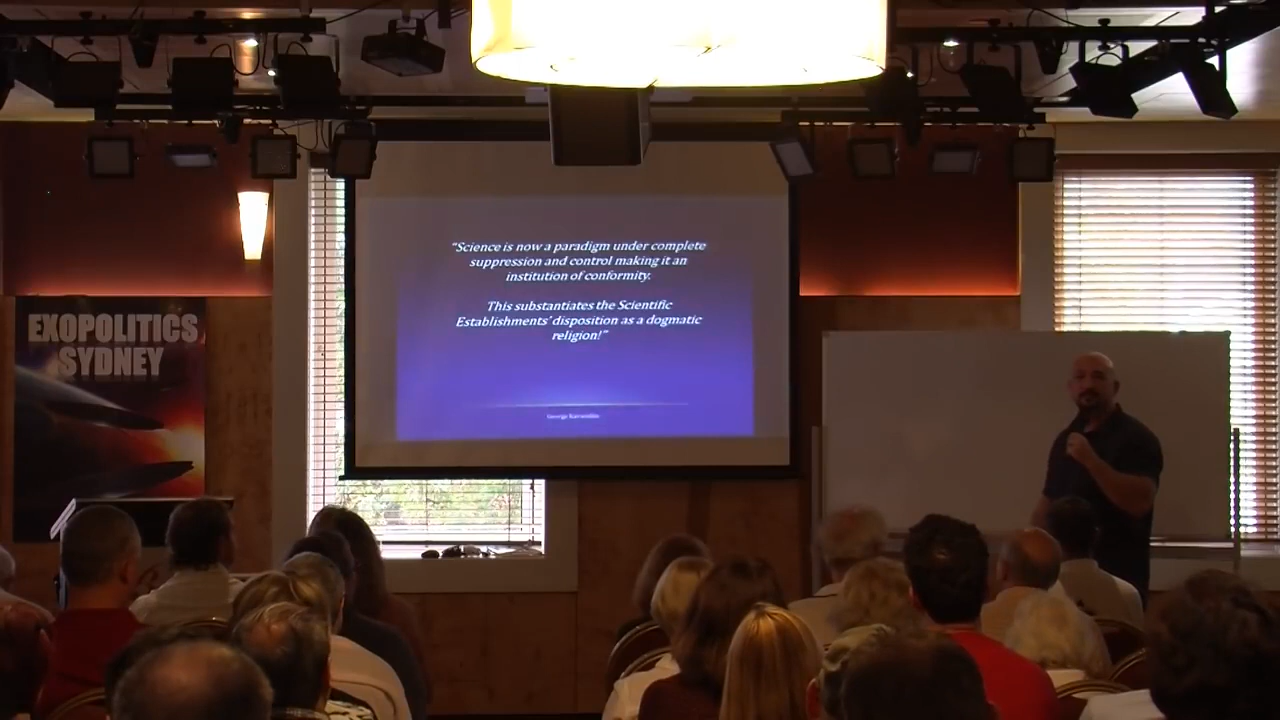 EXOPOLITICS
SYDNEY
“Science is now a paradigm under complete
suppression and control making it an
institution of conformity.
This substantiates the Scientific
Establishments’ disposition as a dogmatic
religion!”
George